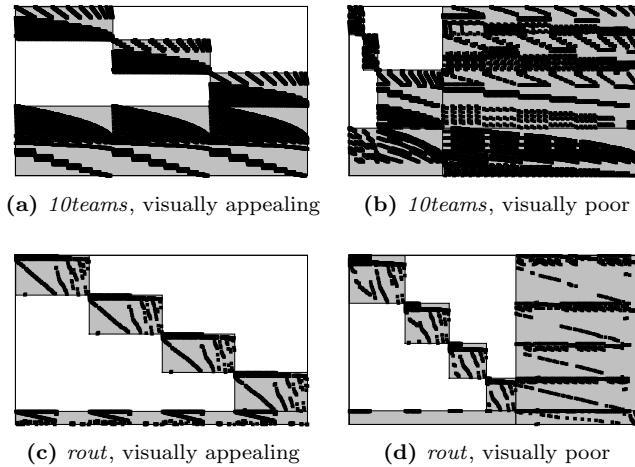 (a) 10teams, visually appealing
(b) 10teams, visually poor
(c) rout, visually appealing
(d) rout, visually poor